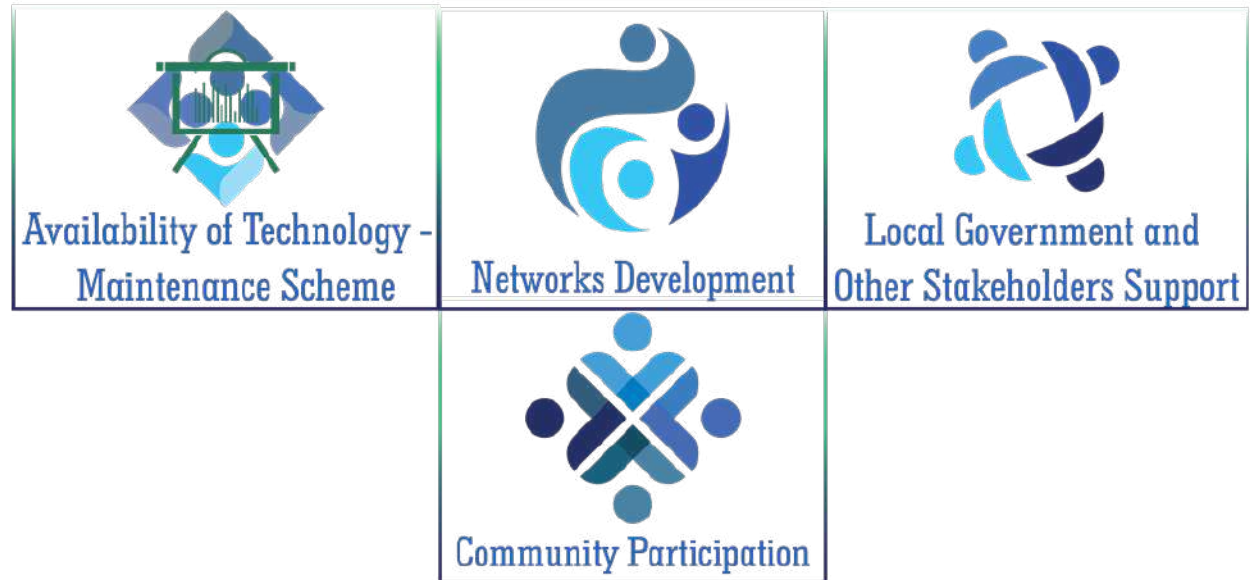 Availability of Technology -
Maintenance Scheme
Networks Development
Local Government and
Other Stakeholders Support
Community Participation